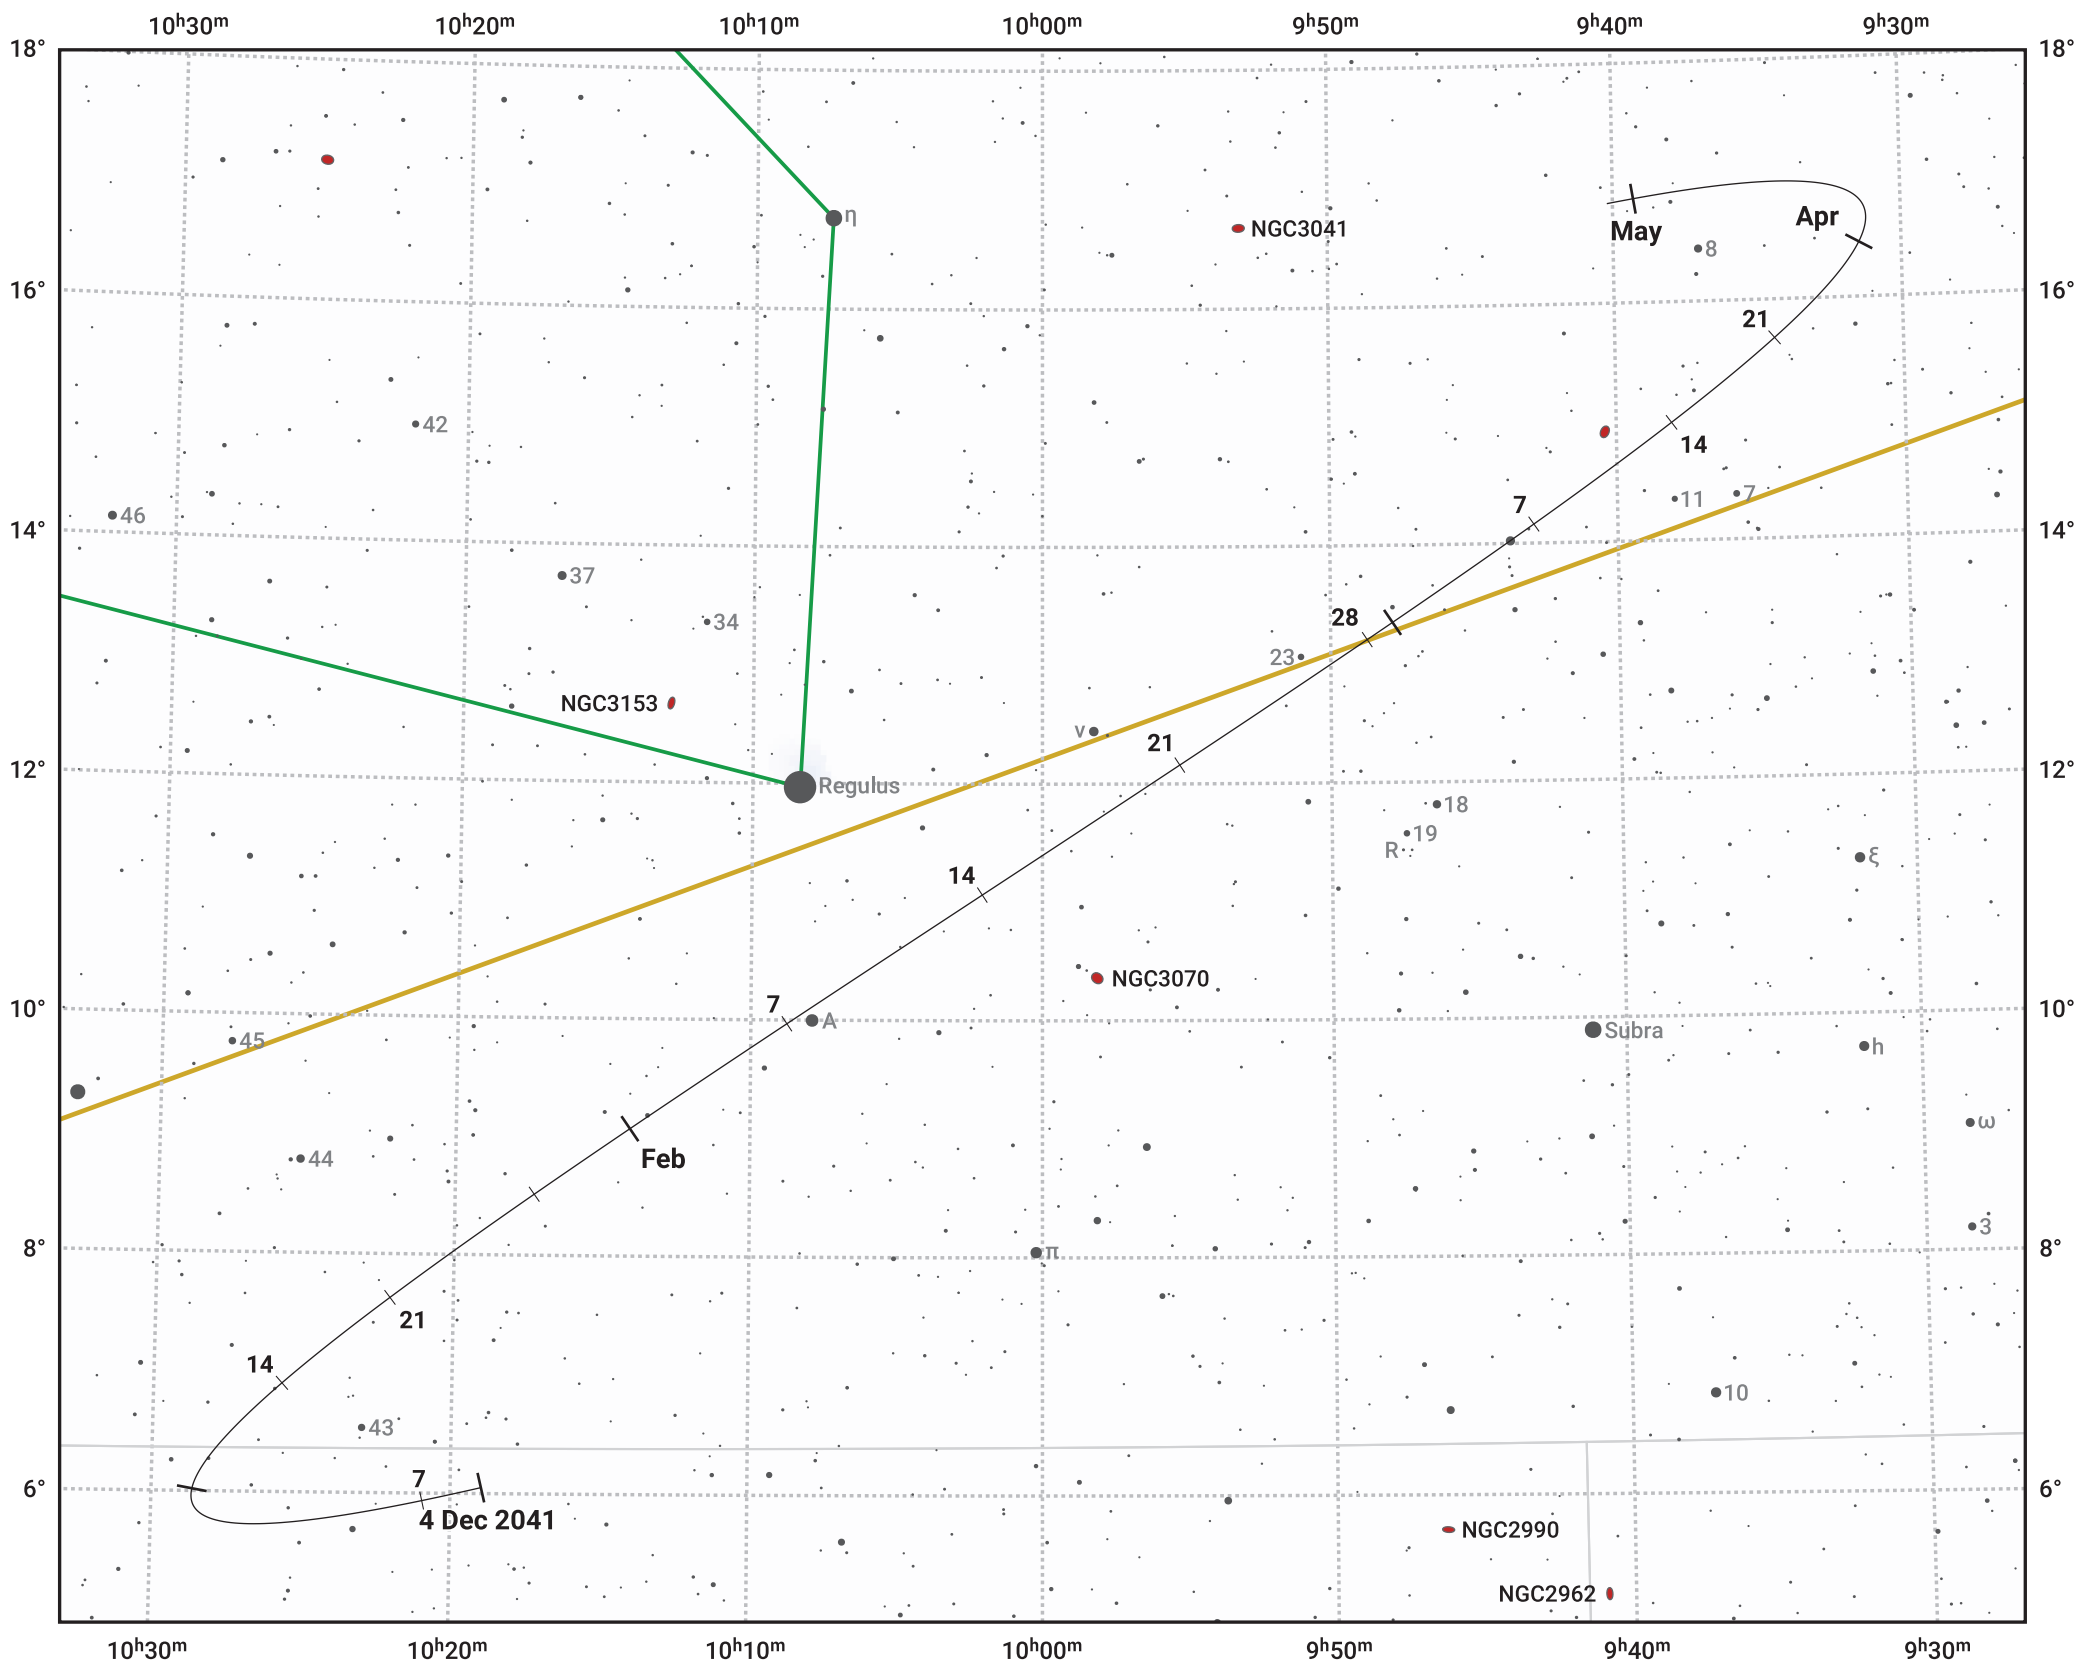 10ʰ30ᵐ 10ʰ20ᵐ 10ʰ10ᵐ 10ʰ00ᵐ 9ʰ50ᵐ 9ʰ40ᵐ 9ʰ30ᵐ
18° 18°
η
NGC3041
Apr
May
8
16° 16°
21
42
14
7
11
46
7
14° 14°
37
28
34
23
NGC3153
ν
21
12° 12°
Regulus
18
19
R
ξ
14
NGC3070
7
10° 10°
A
Subra
45
h
ω
44
Feb
3
8° 8°
π
21
14
10
43
7
6° 6°
4 Dec 2041
NGC2990
NGC2962
10ʰ30ᵐ 10ʰ20ᵐ 10ʰ10ᵐ 10ʰ00ᵐ 9ʰ50ᵐ 9ʰ40ᵐ 9ʰ30ᵐ